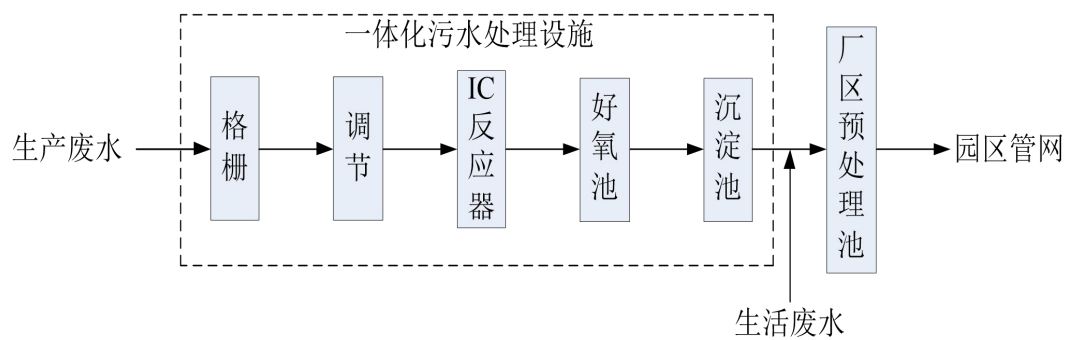 一体化污水处理设施
生产废水
格栅
调节
IC反应器
好氧池
沉淀池
厂区预处理池
园区管网
生活废水